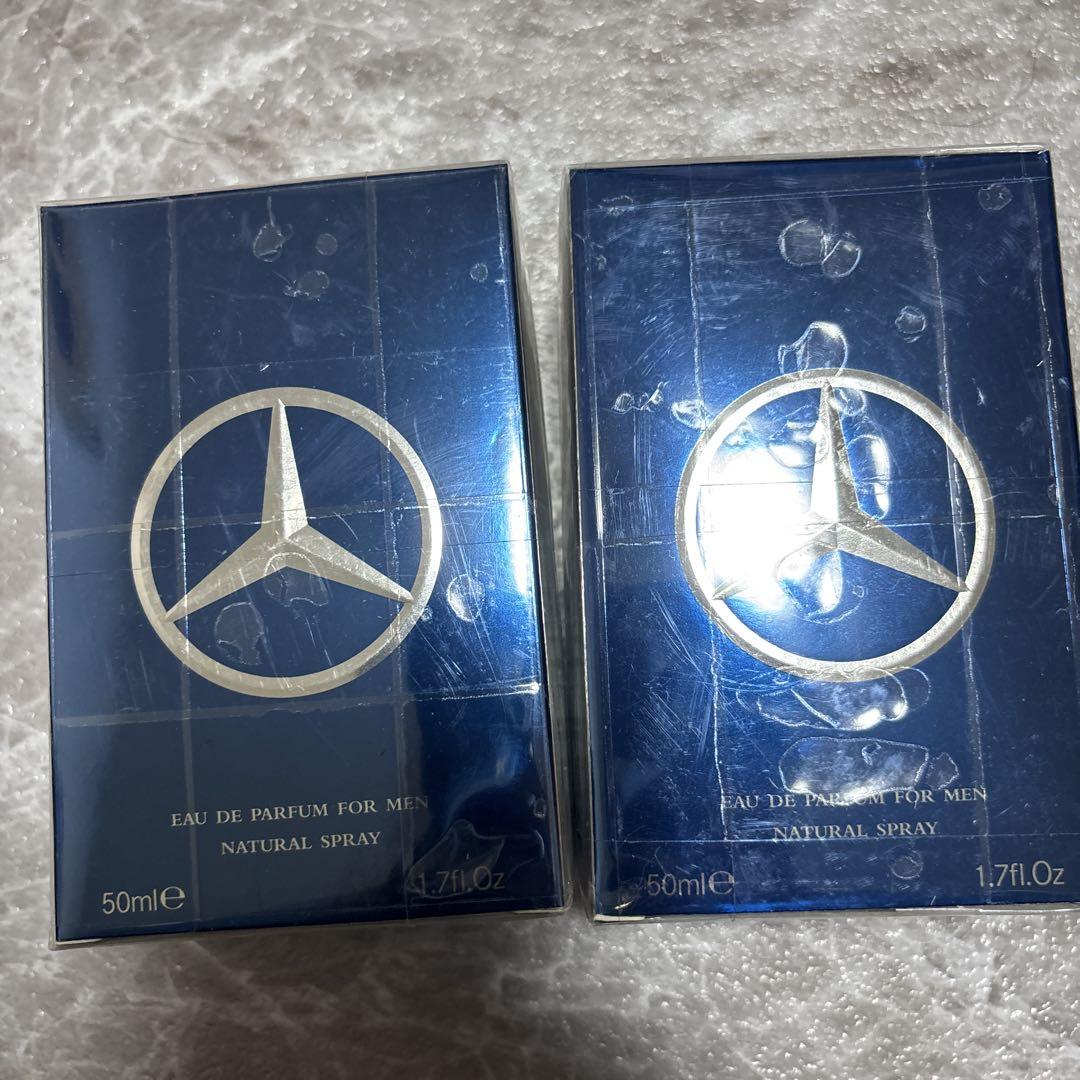 EAU DE PARFUM FOR MEN
NATURAL SPRAY
50ml℮
1.7fl.Oz
EAU DE PARFUM FOR MEN
NATURAL SPRAY
50ml℮
1.7fl.Oz